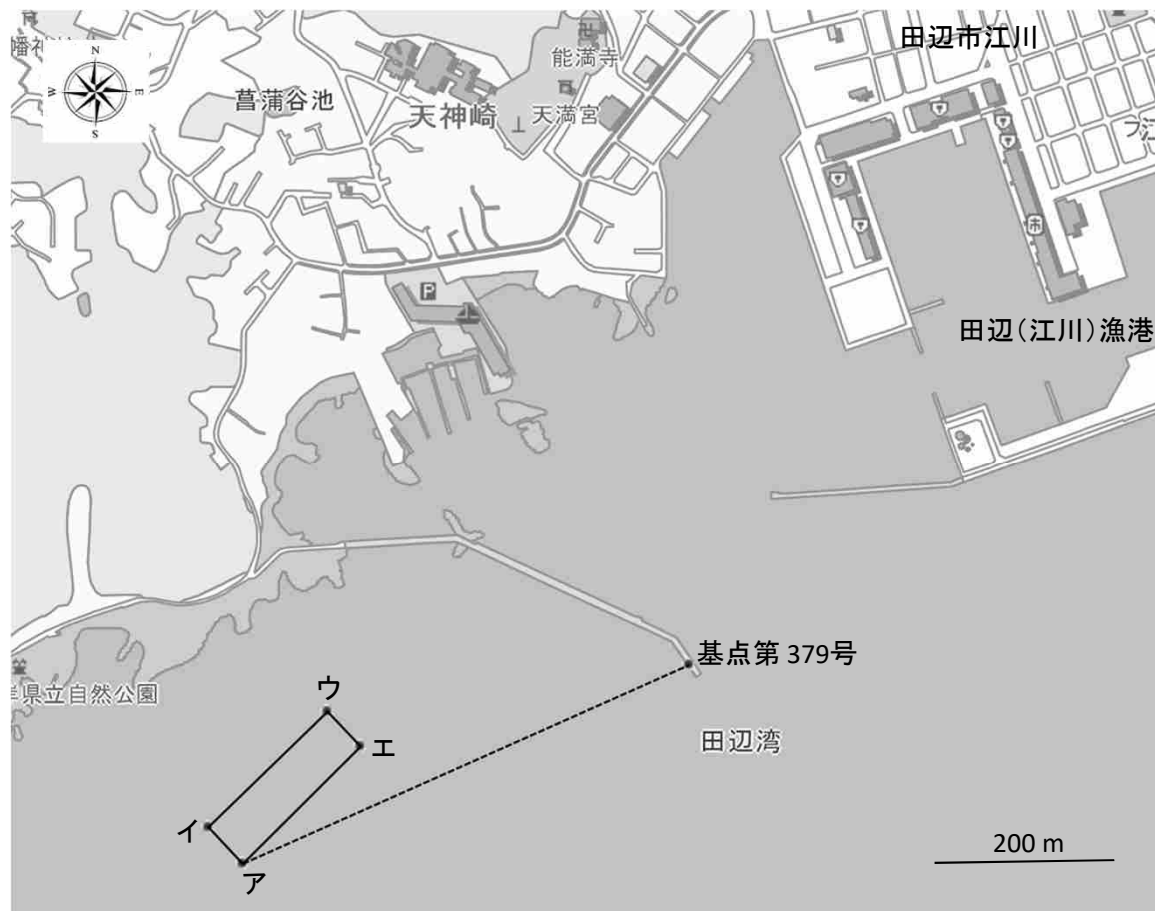 田辺市江川
N
W
E
S
能満寺
菖蒲谷池
天神崎
天満宮
P
田辺(江川)漁港
基点第 379号
岸県立自然公園
ウ
エ
田辺湾
イ
ア
200 m